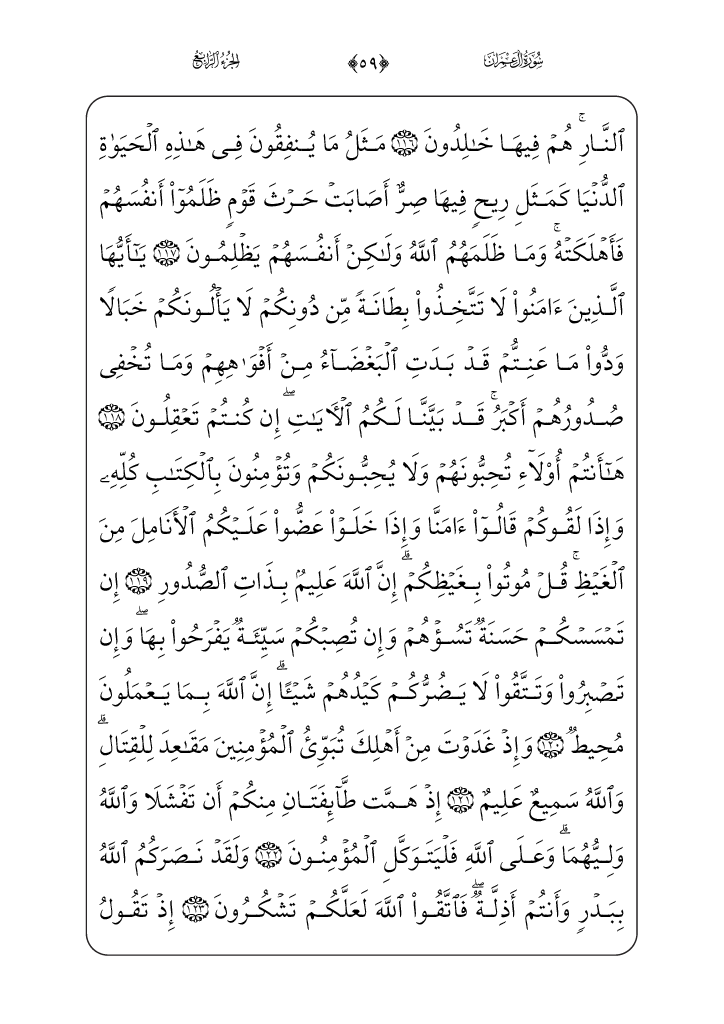 سُورَةُ آلِ عِمۡرَانَ ﴿٥٩﴾ الجُزْءُ الرَّابِعُ
ٱلنَّارِۖ هُمۡ فِيهَا خَٰلِدُونَ ١١٦ مَثَلُ مَا يُنفِقُونَ فِي هَٰذِهِ ٱلۡحَيَوٰةِ
ٱلدُّنۡيَا كَمَثَلِ رِيحٖ فِيهَا صِرٌّ أَصَابَتۡ حَرۡثَ قَوۡمٖ ظَلَمُوٓاْ أَنفُسَهُمۡ
فَأَهۡلَكَتۡهُۚ وَمَا ظَلَمَهُمُ ٱللَّهُ وَلَٰكِنۡ أَنفُسَهُمۡ يَظۡلِمُونَ ١١٧ يَٰٓأَيُّهَا
ٱلَّذِينَ ءَامَنُواْ لَا تَتَّخِذُواْ بِطَانَةٗ مِّن دُونِكُمۡ لَا يَأۡلُونَكُمۡ خَبَالٗا
وَدُّواْ مَا عَنِتُّمۡ قَدۡ بَدَتِ ٱلۡبَغۡضَآءُ مِنۡ أَفۡوَٰهِهِمۡ وَمَا تُخۡفِي
صُدُورُهُمۡ أَكۡبَرُۚ قَدۡ بَيَّنَّا لَكُمُ ٱلۡأٓيَٰتِۖ إِن كُنتُمۡ تَعۡقِلُونَ ١١٨
هَٰٓأَنتُمۡ أُوْلَآءِ تُحِبُّونَهُمۡ وَلَا يُحِبُّونَكُمۡ وَتُؤۡمِنُونَ بِٱلۡكِتَٰبِ كُلِّهِۦ
وَإِذَا لَقُوكُمۡ قَالُوٓاْ ءَامَنَّا وَإِذَا خَلَوۡاْ عَضُّواْ عَلَيۡكُمُ ٱلۡأَنَامِلَ مِنَ
ٱلۡغَيۡظِۚ قُلۡ مُوتُواْ بِغَيۡظِكُمۡۗ إِنَّ ٱللَّهَ عَلِيمُۢ بِذَاتِ ٱلصُّدُورِ ١١٩ إِن
تَمۡسَسۡكُمۡ حَسَنَةٞ تَسُؤۡهُمۡ وَإِن تُصِبۡكُمۡ سَيِّئَةٞ يَفۡرَحُواْ بِهَاۖ وَإِن
تَصۡبِرُواْ وَتَتَّقُواْ لَا يَضُرُّكُمۡ كَيۡدُهُمۡ شَيۡـًٔاۗ إِنَّ ٱللَّهَ بِمَا يَعۡمَلُونَ
مُحِيطٞ ١٢٠ وَإِذۡ غَدَوۡتَ مِنۡ أَهۡلِكَ تُبَوِّئُ ٱلۡمُؤۡمِنِينَ مَقَٰعِدَ لِلۡقِتَالِۗ
وَٱللَّهُ سَمِيعٌ عَلِيمٌ ١٢١ إِذۡ هَمَّت طَّآئِفَتَانِ مِنكُمۡ أَن تَفۡشَلَا وَٱللَّهُ
وَلِيُّهُمَاۗ وَعَلَى ٱللَّهِ فَلۡيَتَوَكَّلِ ٱلۡمُؤۡمِنُونَ ١٢٢ وَلَقَدۡ نَصَرَكُمُ ٱللَّهُ
بِبَدۡرٖ وَأَنتُمۡ أَذِلَّةٞۖ فَٱتَّقُواْ ٱللَّهَ لَعَلَّكُمۡ تَشۡكُرُونَ ١٢٣ إِذۡ تَقُولُ